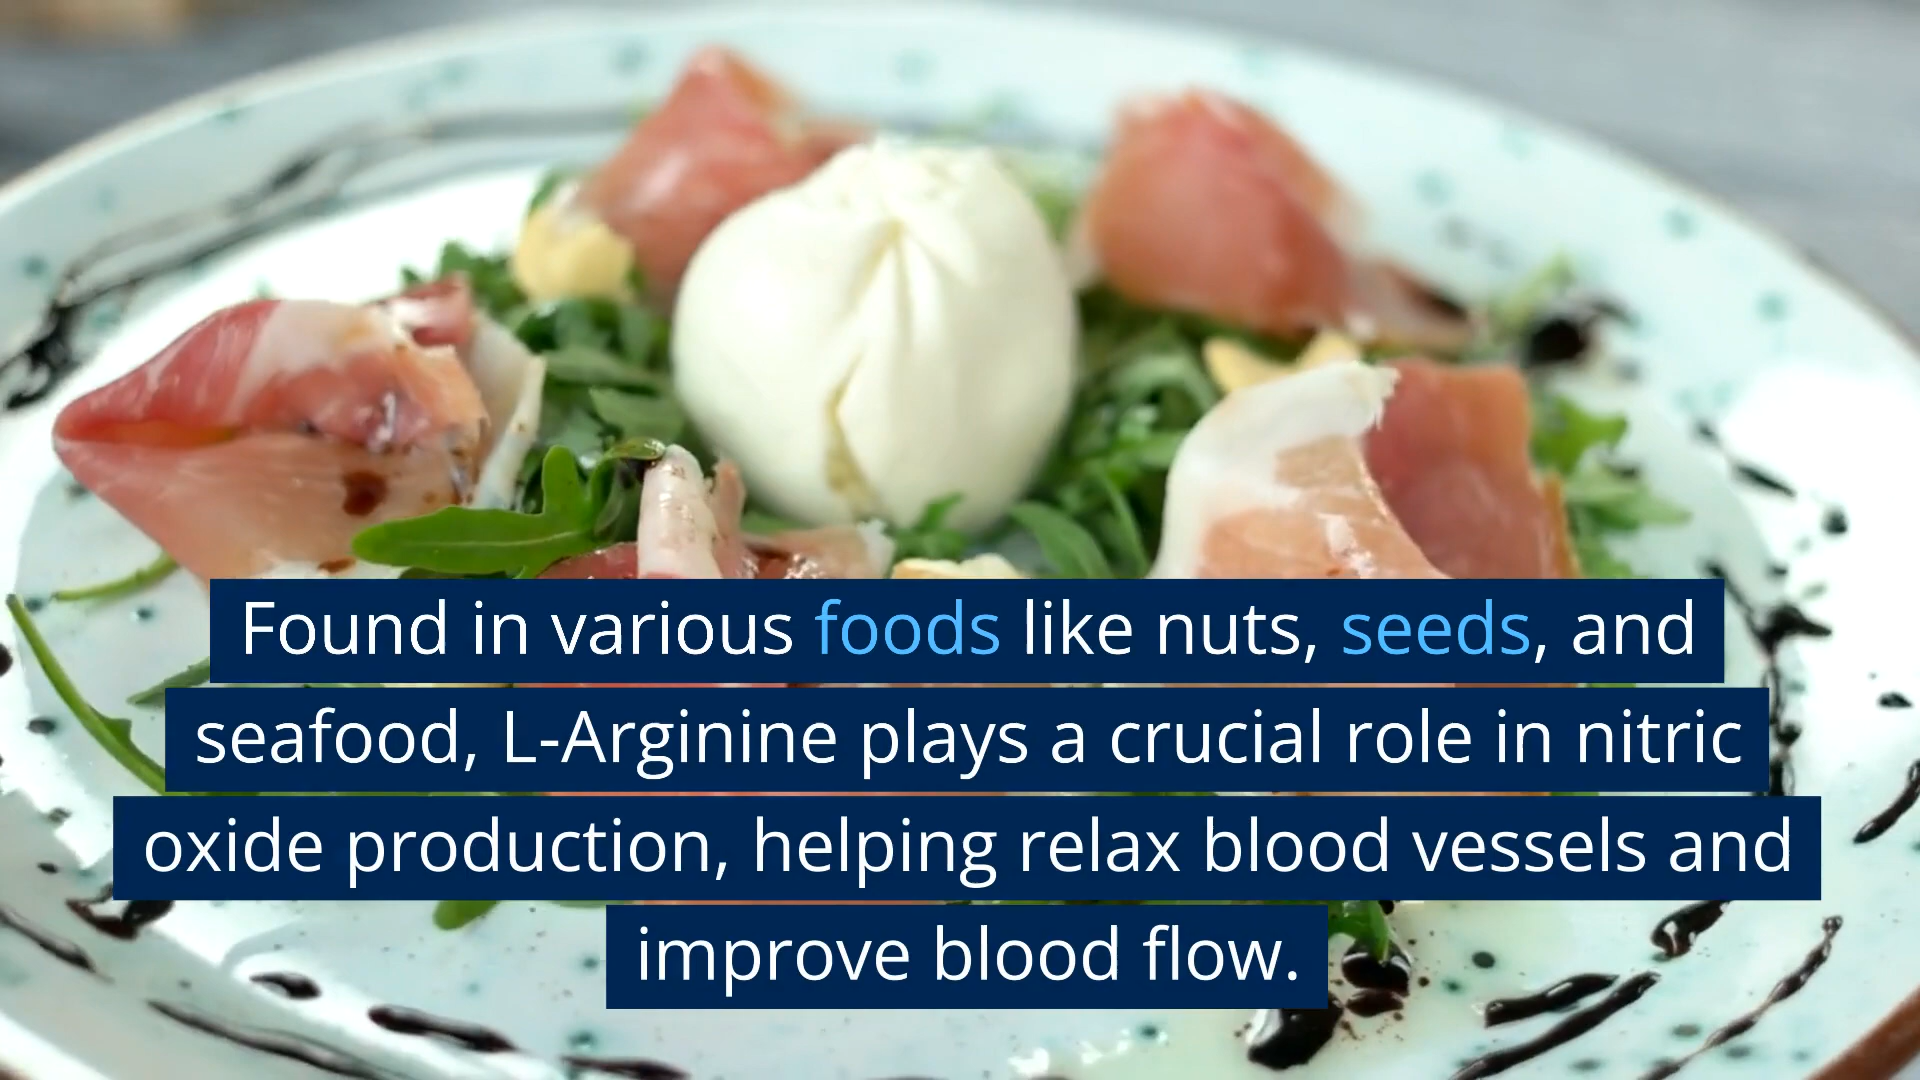 Found in various foods like nuts, seeds, and
seafood, L-Arginine plays a crucial role in nitric
oxide production, helping relax blood vessels and
improve blood flow.